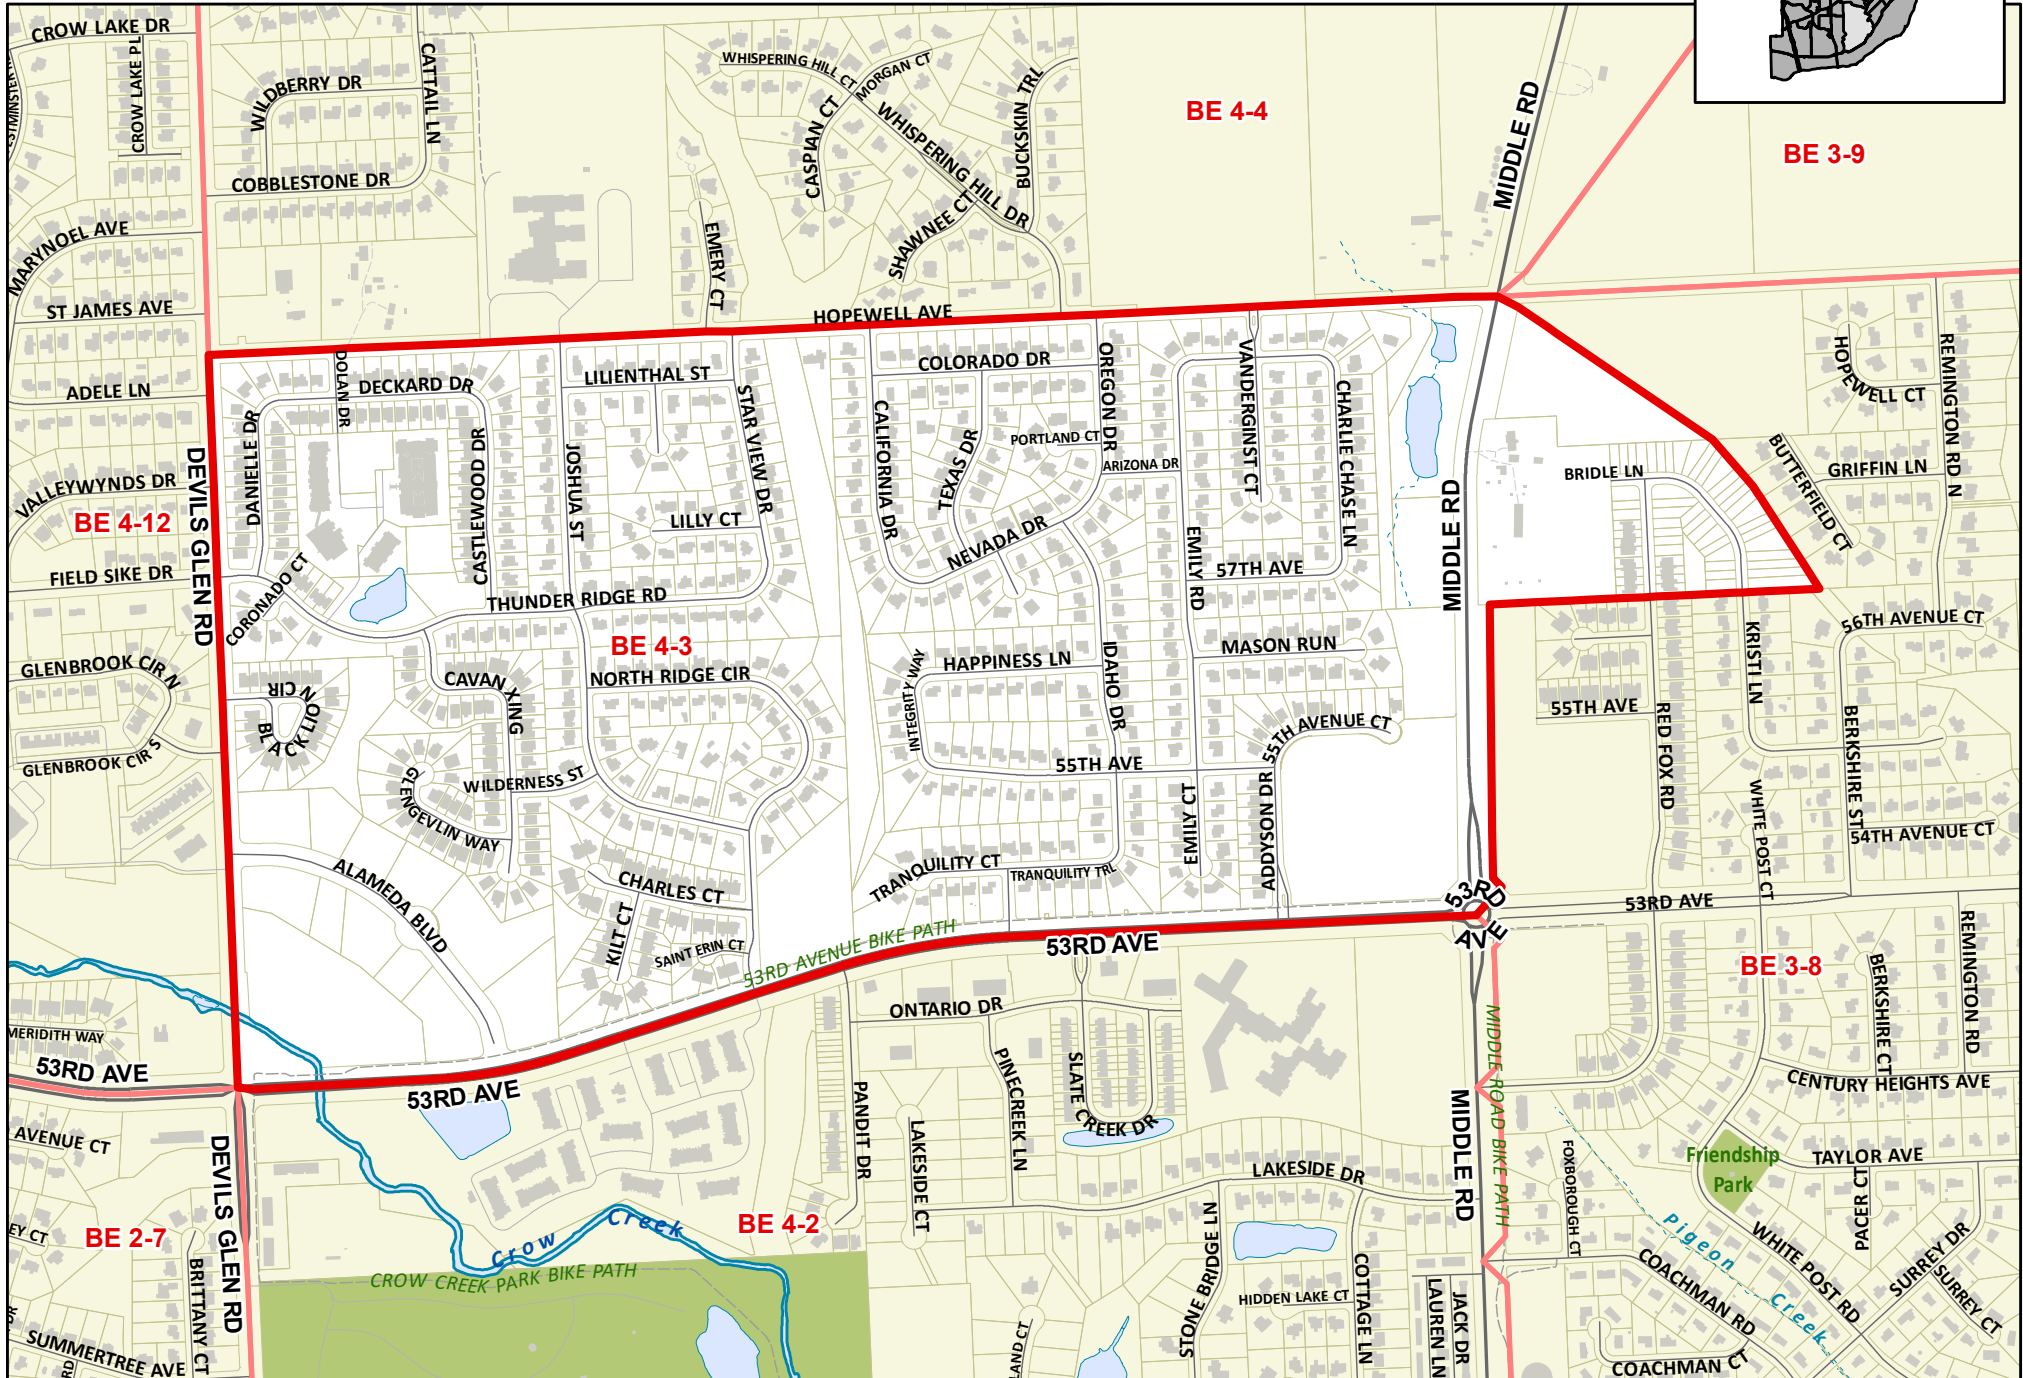 CROW LAKE DR
CROW LAKE PL
WILDBERRY DR
CATTAIL LN
COBBLESTONE DR
MARYNOEL AVE
ST JAMES AVE
ADELE LN
VALLEYWYNDS DR
BE 4-12
FIELD SIKE DR
GLENBROOK CIR N
GLENBROOK CIR S
DEVILS GLEN RD
WHISPERING HILL CT
MORGAN CT
CASPIAN CT
WHISPERING HILL DR
BUCKSKIN TRL
SHAWNEE CT
EMERY CT
HOPEWELL AVE
BE 4-4
MIDDLE RD
BE 3-9
DOLAN DR
DECKARD DR
DANIELLE DR
CASTLEWOOD DR
CORONADO CT
LILIENTHAL ST
JOSHUA ST
STAR VIEW DR
LILLY CT
THUNDER RIDGE RD
BE 4-3
NORTH RIDGE CIR
CAVAN XING
BLACK LION CIR
WILDERNESS ST
GLENGEVLIN WAY
ALAMEDA BLVD
CHARLES CT
KILT CT
SAINT ERIN CT
COLORADO DR
CALIFORNIA DR
TEXAS DR
OREGON DR
PORTLAND CT
ARIZONA DR
NEVADA DR
VANDERGINST CT
CHARLIE CHASE LN
EMILY RD
57TH AVE
MASON RUN
HAPPINESS LN
INTEGRITY WAY
IDAHO DR
55TH AVE
55TH AVENUE CT
EMILY CT
ADDYSON DR
TRANQUILITY CT
TRANQUILITY TRL
53RD AVENUE BIKE PATH
53RD AVE
MIDDLE RD
BRIDLE LN
HOPEWELL CT
REMINGTON RD N
BUTTERFIELD CT
GRIFFIN LN
56TH AVENUE CT
KRISTI LN
55TH AVE
RED FOX RD
BERKSHIRE ST
WHITE POST CT
54TH AVENUE CT
53RD AVE
53RD AVE
BE 3-8
BERKSHIRE CT
REMINGTON RD
CENTURY HEIGHTS AVE
TAYLOR AVE
Friendship
Park
PACER CT
WHITE POST RD
SURREY DR
SURREY CT
Pigeon Creek
FOXBOROUGH CT
COACHMAN RD
COACHMAN CT
MIDDLE ROAD BIKE PATH
MIDDLE RD
ONTARIO DR
PINECREEK LN
SLATE CREEK DR
PANDIT DR
LAKESIDE CT
LAKESIDE DR
STONE BRIDGE LN
HIDDEN LAKE CT
COTTAGE LN
LAUREN LN
JACK DR
LAND CT
BE 4-2
Crow Creek
CROW CREEK PARK BIKE PATH
53RD AVE
MERIDITH WAY
53RD AVE
AVENUE CT
DEVILS GLEN RD
BE 2-7
EY CT
BRITTANY CT
SUMMERTREE AVE